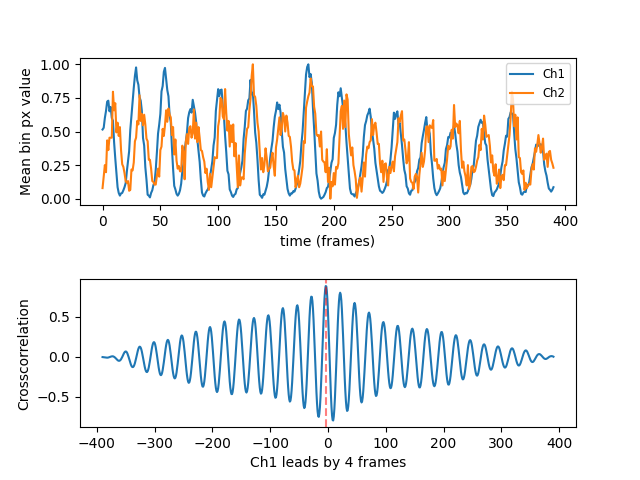 1.00
0.75
0.50
0.25
0.00
Mean bin px value
Ch1
Ch2
0 50 100 150 200 250 300 350 400
time (frames)
0.5
0.0
−0.5
Crosscorrelation
−400 −300 −200 −100 0 100 200 300 400
Ch1 leads by 4 frames